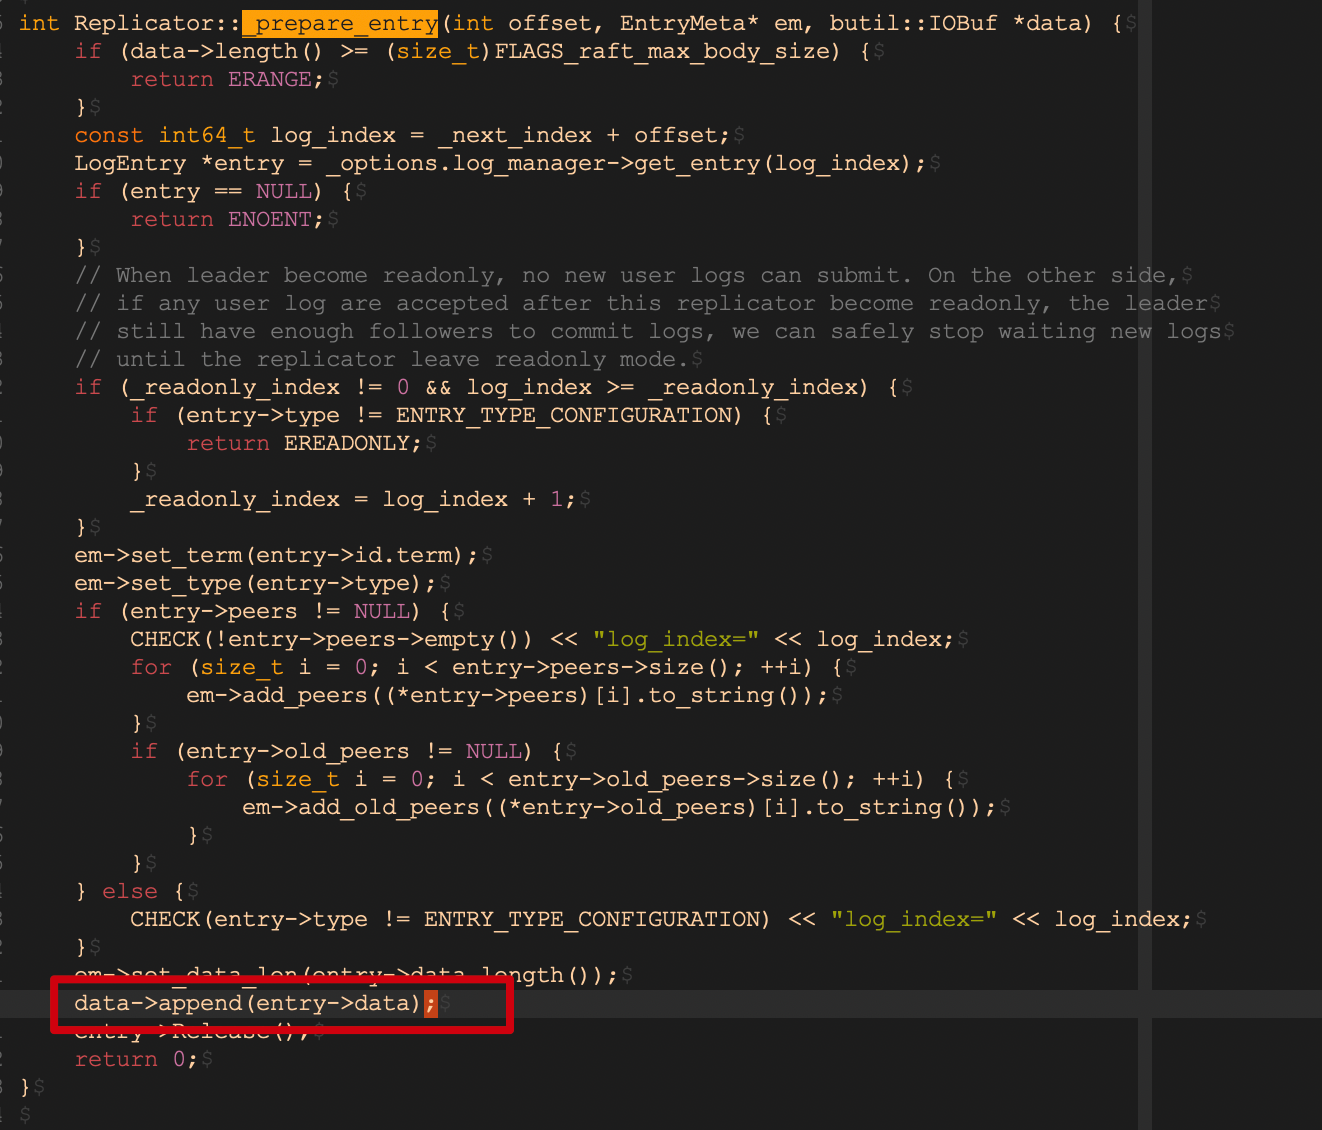 int Replicator::_prepare_entry(int offset, EntryMeta* em, butil::IOBuf *data) {$
    if (data->length() >= (size_t)FLAGS_raft_max_body_size) {$
        return ERANGE;$
    }$
    const int64_t log_index = _next_index + offset;$
    LogEntry *entry = _options.log_manager->get_entry(log_index);$
    if (entry == NULL) {$
        return ENOENT;$
    }$
    // When leader become readonly, no new user logs can submit. On the other side,$
    // if any user log are accepted after this replicator become readonly, the leader$
    // still have enough followers to commit logs, we can safely stop waiting new logs$
    // until the replicator leave readonly mode.$
    if (_readonly_index != 0 && log_index >= _readonly_index) {$
        if (entry->type != ENTRY_TYPE_CONFIGURATION) {$
            return EREADONLY;$
        }$
        _readonly_index = log_index + 1;$
    }$
    em->set_term(entry->id.term);$
    em->set_type(entry->type);$
    if (entry->peers != NULL) {$
        CHECK(!entry->peers->empty()) << "log_index=" << log_index;$
        for (size_t i = 0; i < entry->peers->size(); ++i) {$
            em->add_peers((*entry->peers)[i].to_string());$
        }$
        if (entry->old_peers != NULL) {$
            for (size_t i = 0; i < entry->old_peers->size(); ++i) {$
                em->add_old_peers((*entry->old_peers)[i].to_string());$
            }$
        }$
    } else {$
        CHECK(entry->type != ENTRY_TYPE_CONFIGURATION) << "log_index=" << log_index;$
    }$
    em->set_data_len(entry->data.length());$
    data->append(entry->data);$
    entry->Release();$
    return 0;$
}$
$